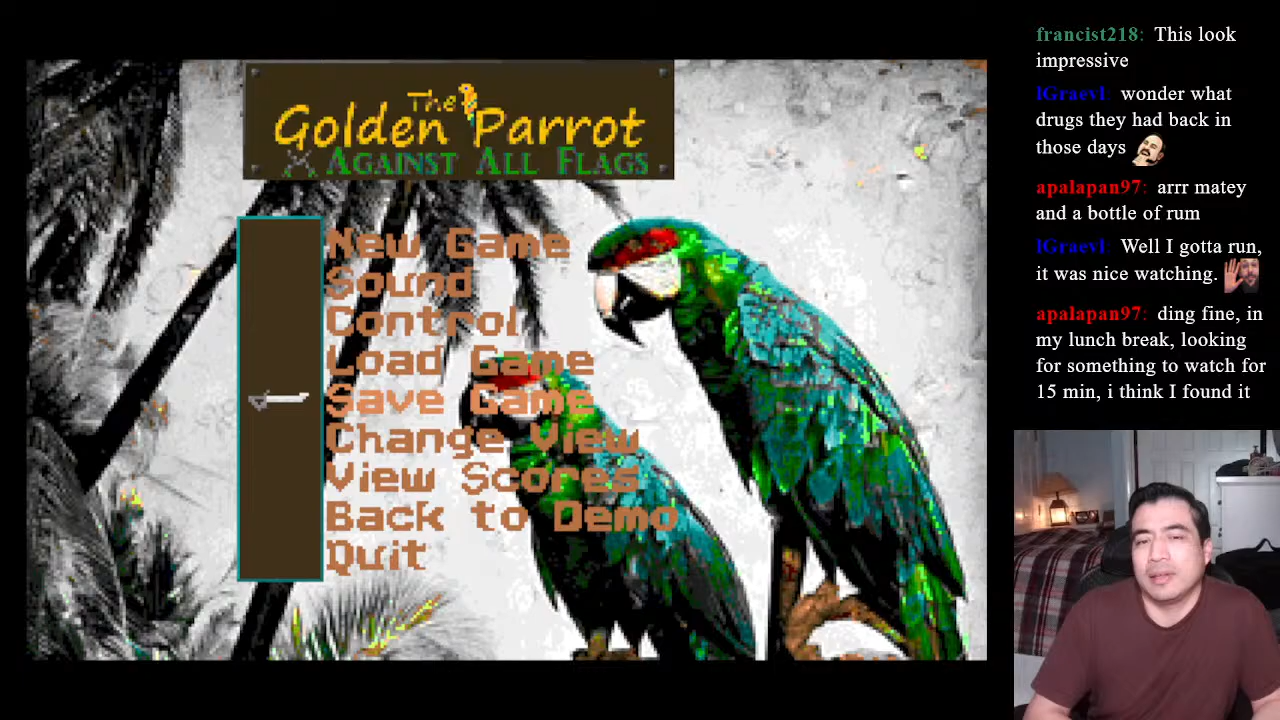 The
Golden Parrot
Against All Flags
New Game
Sound
Control
Load Game
Save Game
Change View
View Scores
Back to Demo
Quit
francist218: This look
impressive
lGraevl: wonder what
drugs they had back in
those days
apalapan97: arrr matey
and a bottle of rum
lGraevl: Well I gotta run,
it was nice watching.
apalapan97: ding fine, in
my lunch break, looking
for something to watch for
15 min, i think I found it